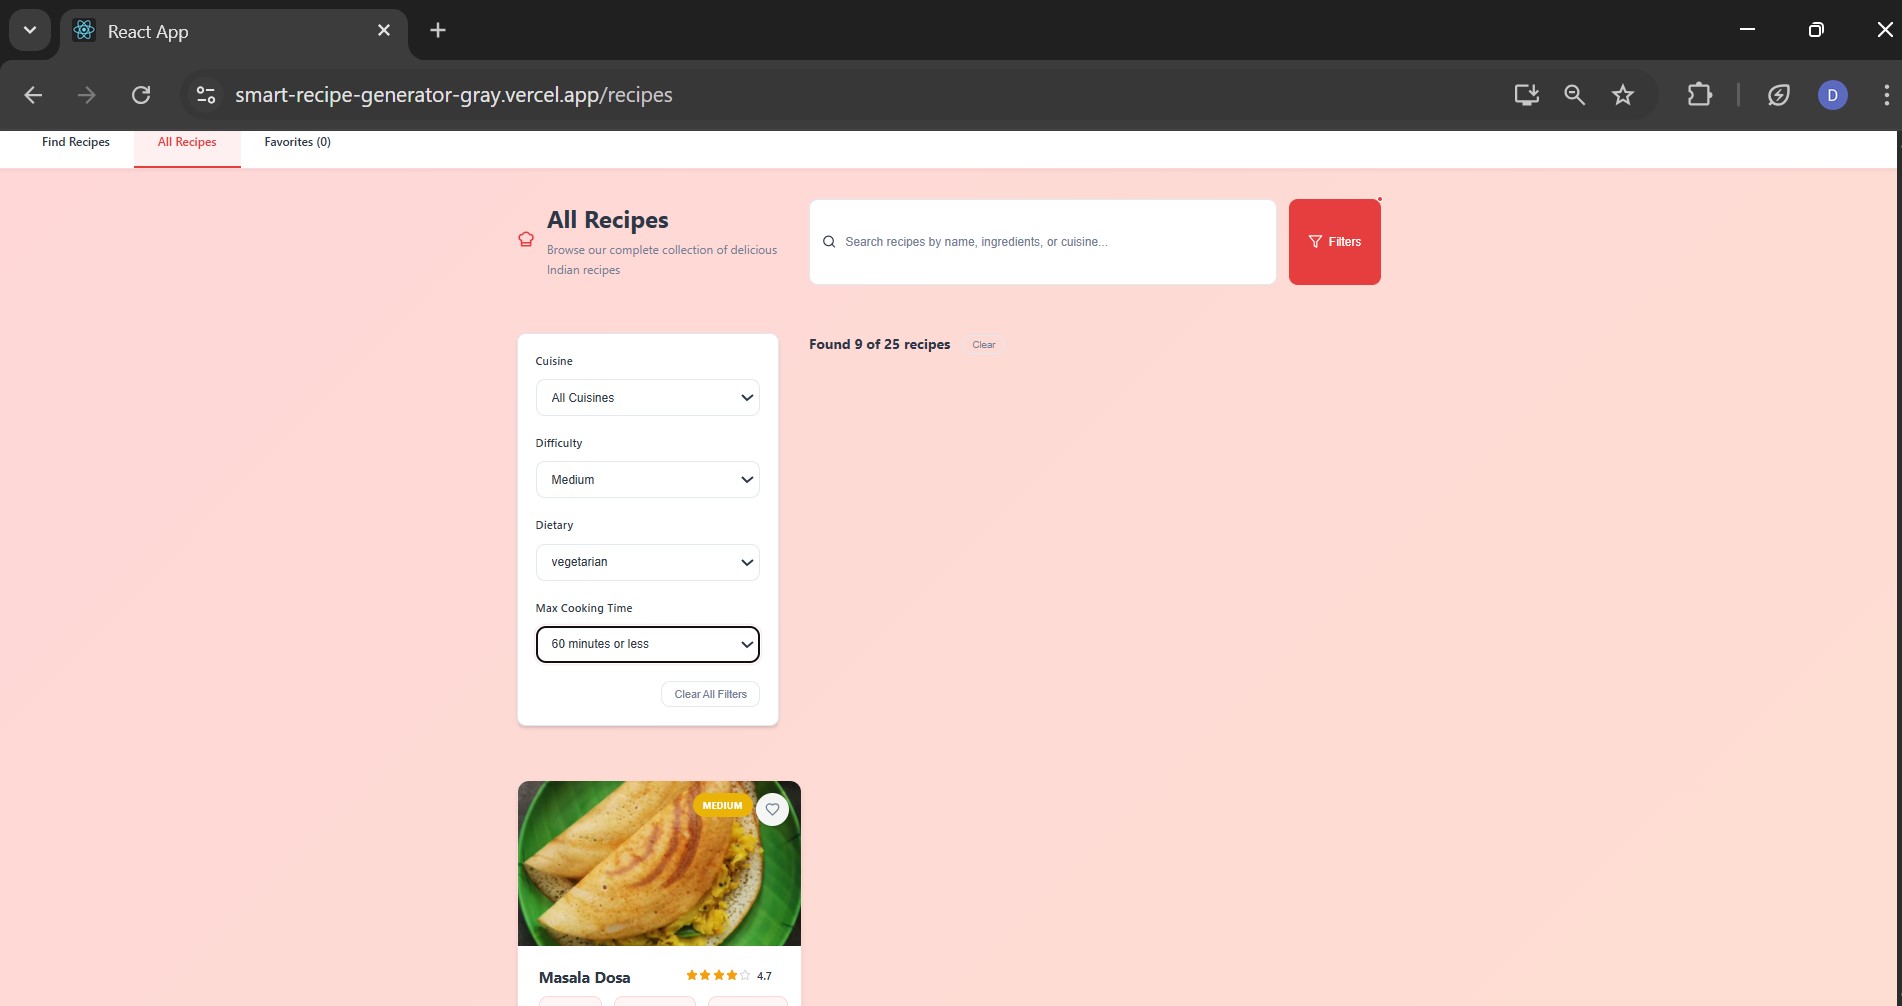 React App
smart-recipe-generator-gray.vercel.app/recipes
D
Find Recipes
All Recipes
Favorites (0)
All Recipes
Browse our complete collection of delicious
Indian recipes
Search recipes by name, ingredients, or cuisine...
Filters
Cuisine
All Cuisines
Difficulty
Medium
Dietary
vegetarian
Max Cooking Time
60 minutes or less
Clear All Filters
Found 9 of 25 recipes
Clear
MEDIUM
Masala Dosa
4.7